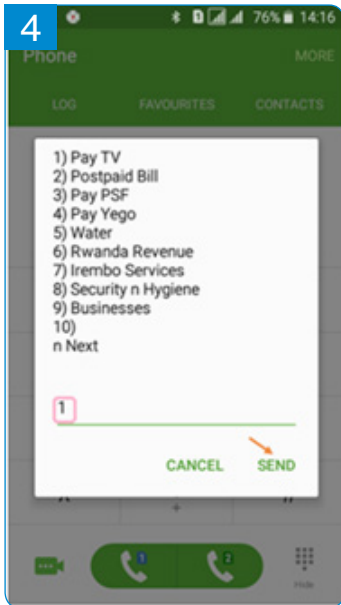 4
76% 14:16
Phone MORE
LOG FAVOURITES CONTACTS
1) Pay TV
2) Postpaid Bill
3) Pay PSF
4) Pay Yego
5) Water
6) Rwanda Revenue
7) Irembo Services
8) Security n Hygiene
9) Businesses
10)
n Next
1
CANCEL SEND
+
1 2
Hide